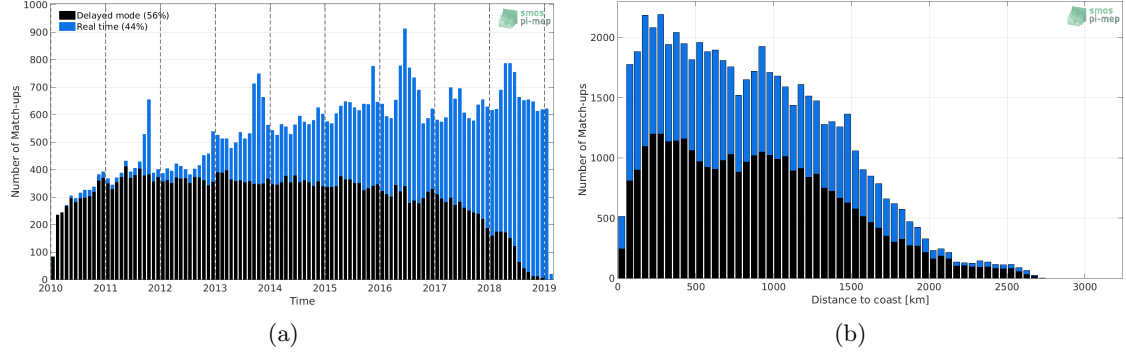 1000
900
800
700
600
500
400
300
200
100
0
Number of Match-ups
Delayed mode (56%)
Real time (44%)
smos
pi-mep
2010 2011 2012 2013 2014 2015 2016 2017 2018 2019
Time
(a)
2000
1500
1000
500
0
Number of Match-ups
smos
pi-mep
0 500 1000 1500 2000 2500 3000
Distance to coast [km]
(b)